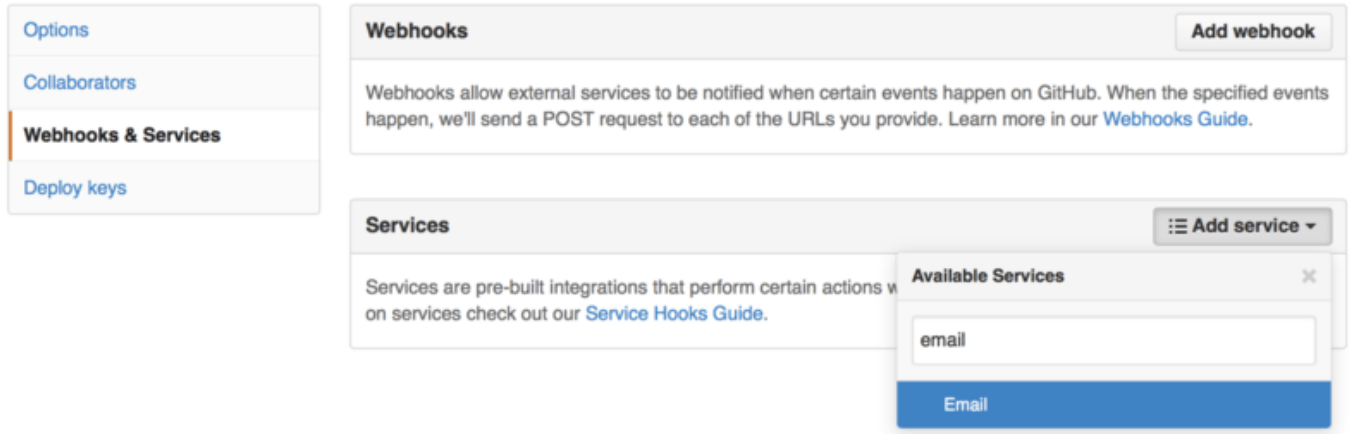 Options
Collaborators
Webhooks & Services
Deploy keys
Webhooks
Add webhook
Webhooks allow external services to be notified when certain events happen on GitHub. When the specified events
happen, we'll send a POST request to each of the URLs you provide. Learn more in our Webhooks Guide.
Services
Add service
Services are pre-built integrations that perform certain actions w
on services check out our Service Hooks Guide.
Available Services
email
Email